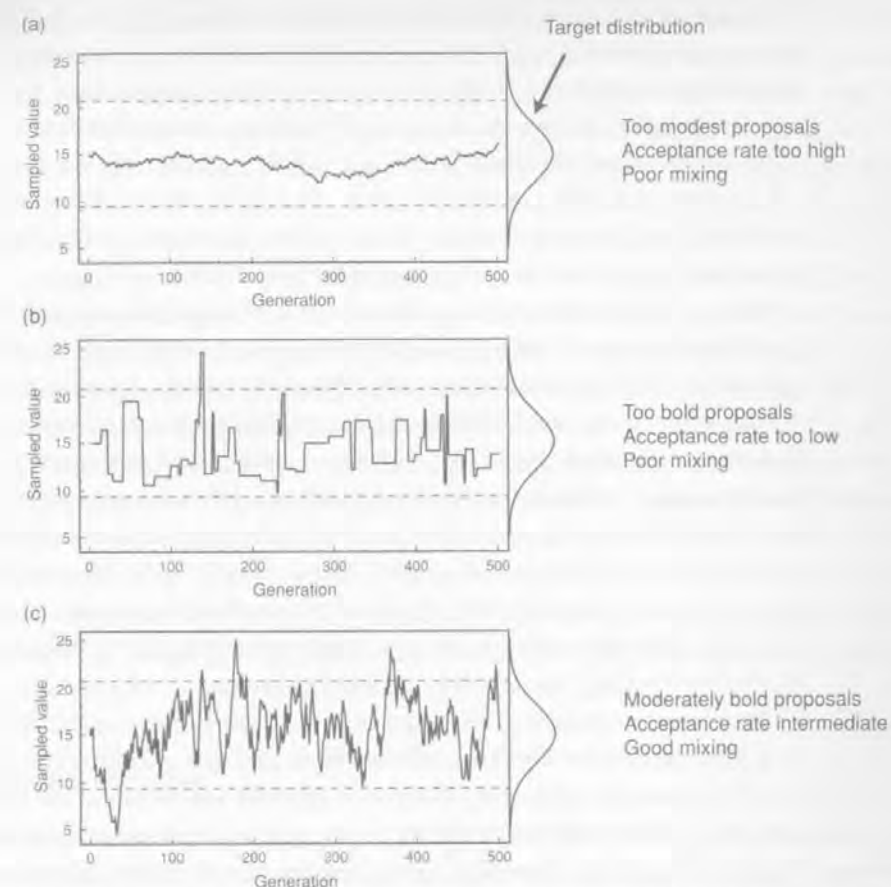 (a)
Target distribution
25
20
15
10
5
Sampled value
0
100
200
300
400
500
Generation
Too modest proposals
Acceptance rate too high
Poor mixing
(b)
25
20
15
10
5
Sampled value
0
100
200
300
400
500
Generation
Too bold proposals
Acceptance rate too low
Poor mixing
(c)
25
20
15
10
5
Sampled value
0
100
200
300
400
500
Generation
Moderately bold proposals
Acceptance rate intermediate
Good mixing